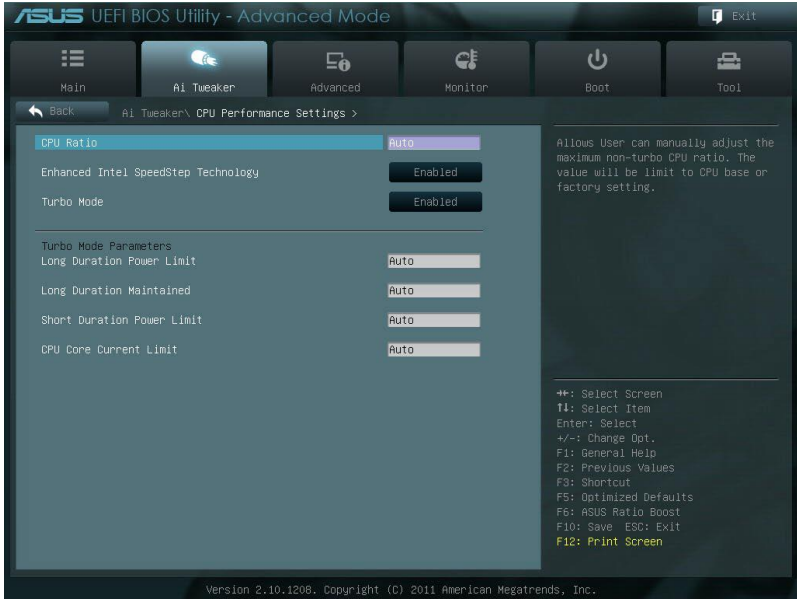 ASUS UEFI BIOS Utility - Advanced Mode
Exit
Main
Ai Tweaker
Advanced
Monitor
Boot
Tool
Back
Ai Tweaker\ CPU Performance Settings >
CPU Ratio Auto
Enhanced Intel SpeedStep Technology Enabled
Turbo Mode Enabled
Turbo Mode Parameters
Long Duration Power Limit Auto
Long Duration Maintained Auto
Short Duration Power Limit Auto
CPU Core Current Limit Auto
Allows User can manually adjust the
maximum non-turbo CPU ratio. The
value will be limit to CPU base or
factory setting.
→←: Select Screen
↑↓: Select Item
Enter: Select
+/-: Change Opt.
F1: General Help
F2: Previous Values
F3: Shortcut
F5: Optimized Defaults
F6: ASUS Ratio Boost
F10: Save ESC: Exit
F12: Print Screen
Version 2.10.1208. Copyright (C) 2011 American Megatrends, Inc.